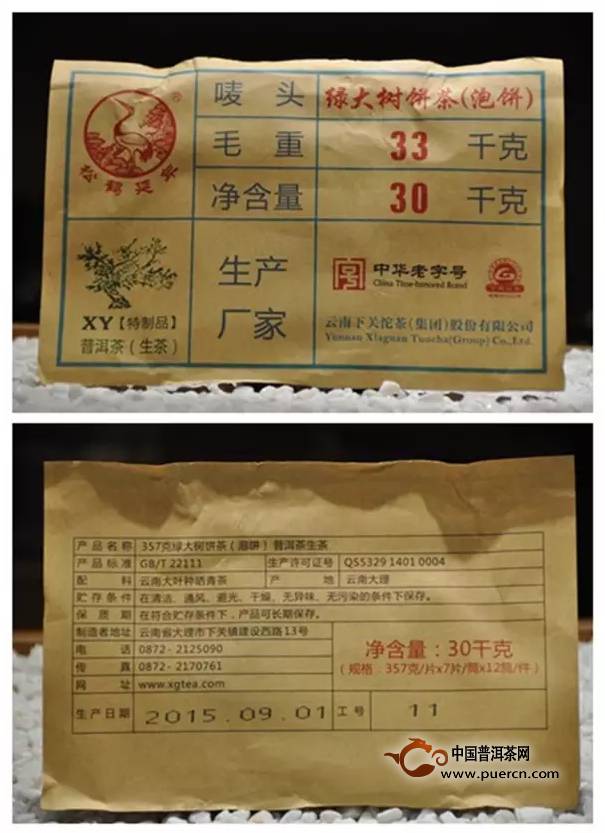 松鹤延年
®
唛 头
绿大树饼茶(泡饼)
毛 重
33 千克
净含量
30 千克
XY【特制品】
普洱茶(生茶)
生产
厂家
中华老字号
China Time-honored Brand
云南下关沱茶(集团)股份有限公司
Yunnan Xiaguan Tuocha(Group) Co.,Ltd.
产品名称 357克绿大树饼茶(泡饼)普洱茶生茶
产品标准 GB/T 22111 生产许可证号 QS5329 1401 0004
配 料 云南大叶种晒青茶 产 地 云南大理
贮存条件 在清洁、通风、避光、干燥、无异味、无污染的条件下保存。
保 质 期 在符合贮存条件下,产品可长期保存。
制造者地址 云南省大理市下关镇建设西路13号
电 话 0872-2125090
传 真 0872-2170761
网 址 www.xgtea.com
净含量:30千克
(规格:357克/片x7片/筒x12筒/件)
生产日期 2015.09.01 工号 11
中国普洱茶网
www.puercn.com